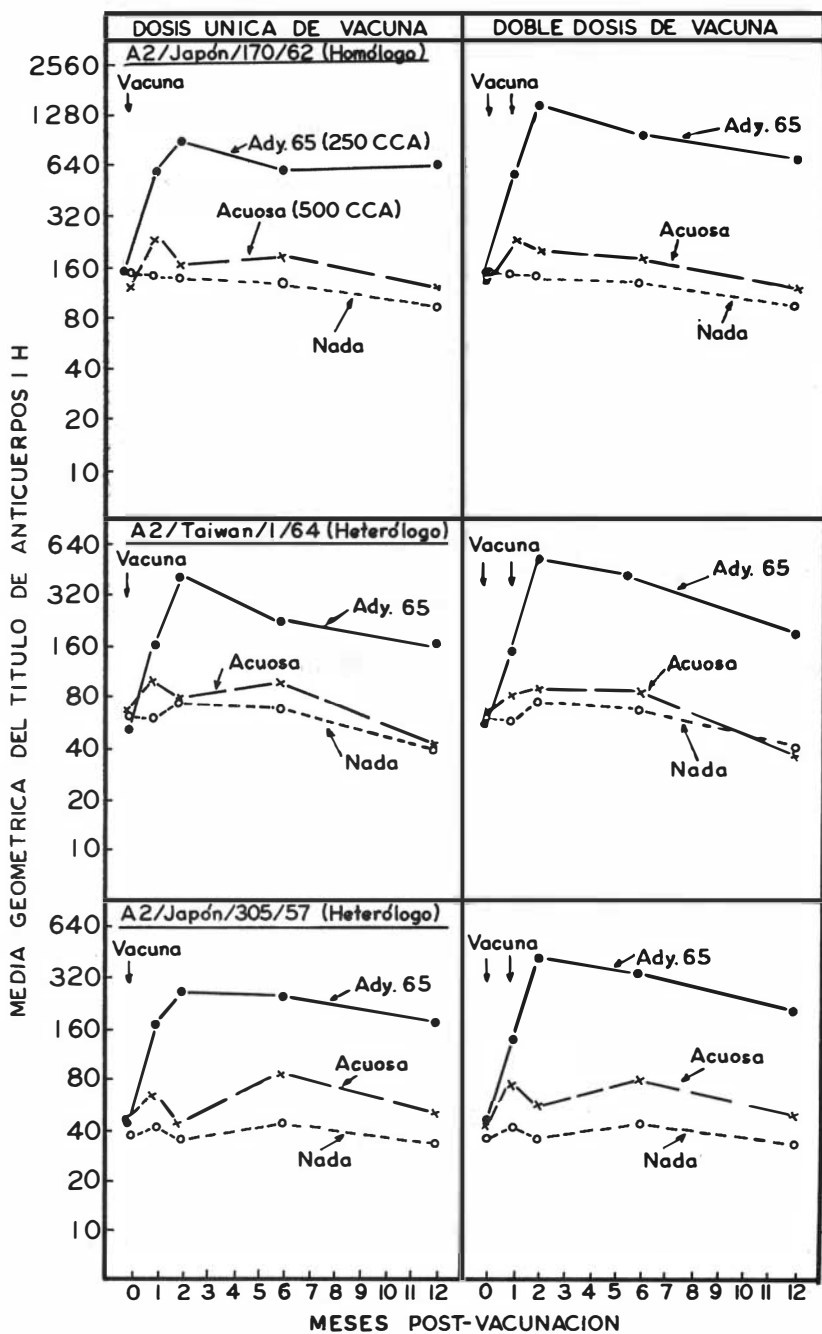 DOSIS UNICA DE VACUNA
DOBLE DOSIS DE VACUNA
MEDIA GEOMETRICA DEL TITULO DE ANTICUERPOS I H
A2/Japón/170/62 (Homólogo)
2560
1280
640
320
160
80
40
20
10
Vacuna
Ady. 65 (250 CCA)
Acuosa (500 CCA)
Nada
Vacuna
Ady. 65
Acuosa
Nada
A2/Taiwan/1/64 (Heterólogo)
640
320
160
80
40
20
10
Vacuna
Ady. 65
Acuosa
Nada
Vacuna
Ady. 65
Acuosa
Nada
A2/Japón/305/57 (Heterólogo)
640
320
160
80
40
20
10
Vacuna
Ady. 65
Acuosa
Nada
Vacuna
Ady. 65
Acuosa
Nada
0 1 2 3 4 5 6 7 8 9 10 11 12
0 1 2 3 4 5 6 7 8 9 10 11 12
MESES POST-VACUNACION